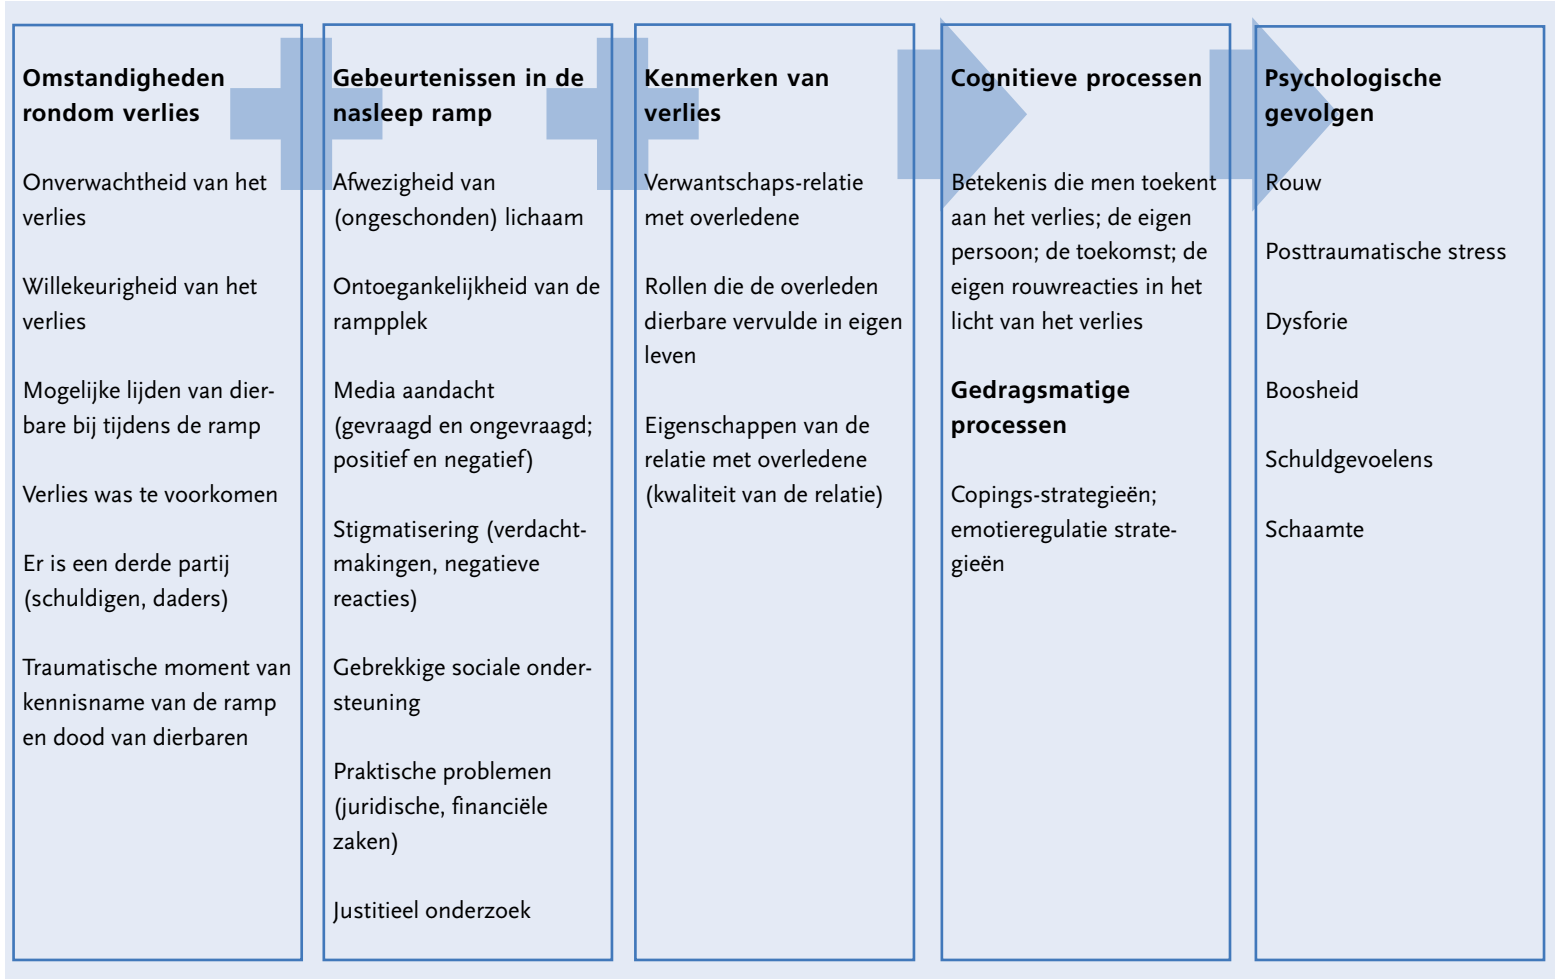 Omstandigheden
rondom verlies
Onverwachtheid van het
verlies
Willekeurigheid van het
verlies
Mogelijke lijden van dier-
bare bij tijdens de ramp
Verlies was te voorkomen
Er is een derde partij
(schuldigen, daders)
Traumatische moment van
kennisname van de ramp
en dood van dierbaren
Gebeurtenissen in de
nasleep ramp
Afwezigheid van
(ongeschonden) lichaam
Ontoegankelijkheid van de
rampplek
Media aandacht
(gevraagd en ongevraagd;
positief en negatief)
Stigmatisering (verdacht-
makingen, negatieve
reacties)
Gebrekkige sociale onder-
steuning
Praktische problemen
(juridische, financiële
zaken)
Justitieel onderzoek
Kenmerken van
verlies
Verwantschaps-relatie
met overledene
Rollen die de overleden
dierbare vervulde in eigen
leven
Eigenschappen van de
relatie met overledene
(kwaliteit van de relatie)
Cognitieve processen
Betekenis die men toekent
aan het verlies; de eigen
persoon; de toekomst; de
eigen rouwreacties in het
licht van het verlies
Gedragsmatige
processen
Copings-strategieën;
emotieregulatie strate-
gieën
Psychologische
gevolgen
Rouw
Posttraumatische stress
Dysforie
Boosheid
Schuldgevoelens
Schaamte